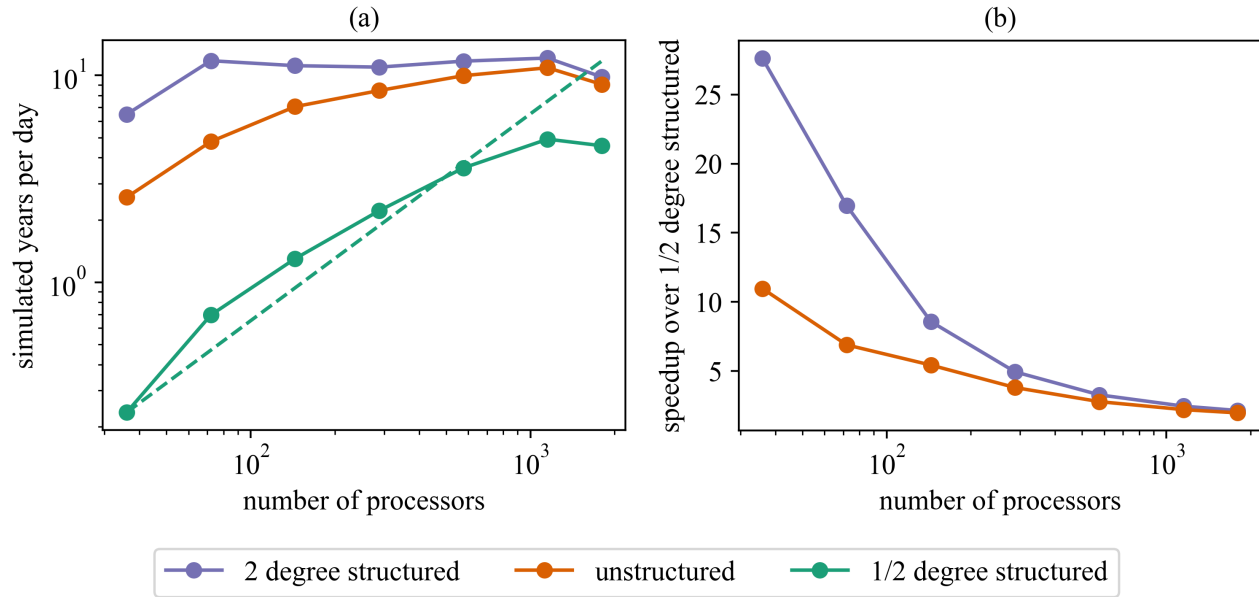 (a)
simulated years per day
10^1
10^0
10^2
10^3
number of processors
(b)
speedup over 1/2 degree structured
25
20
15
10
5
10^2
10^3
number of processors
2 degree structured
unstructured
1/2 degree structured